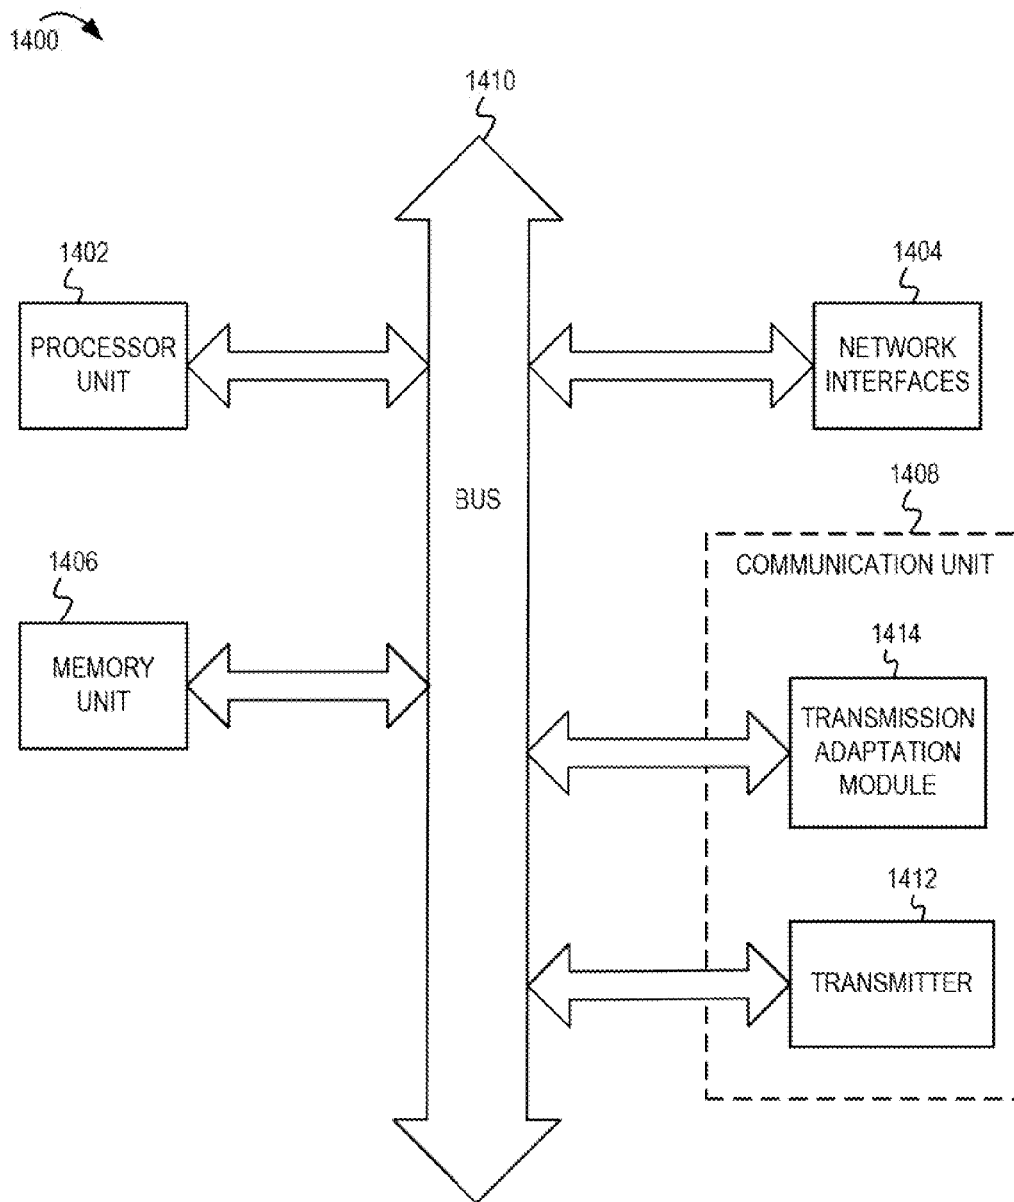 1400
1410
1402
PROCESSOR
UNIT
1404
NETWORK
INTERFACES
BUS
1406
MEMORY
UNIT
1408
COMMUNICATION UNIT
1414
TRANSMISSION
ADAPTATION
MODULE
1412
TRANSMITTER